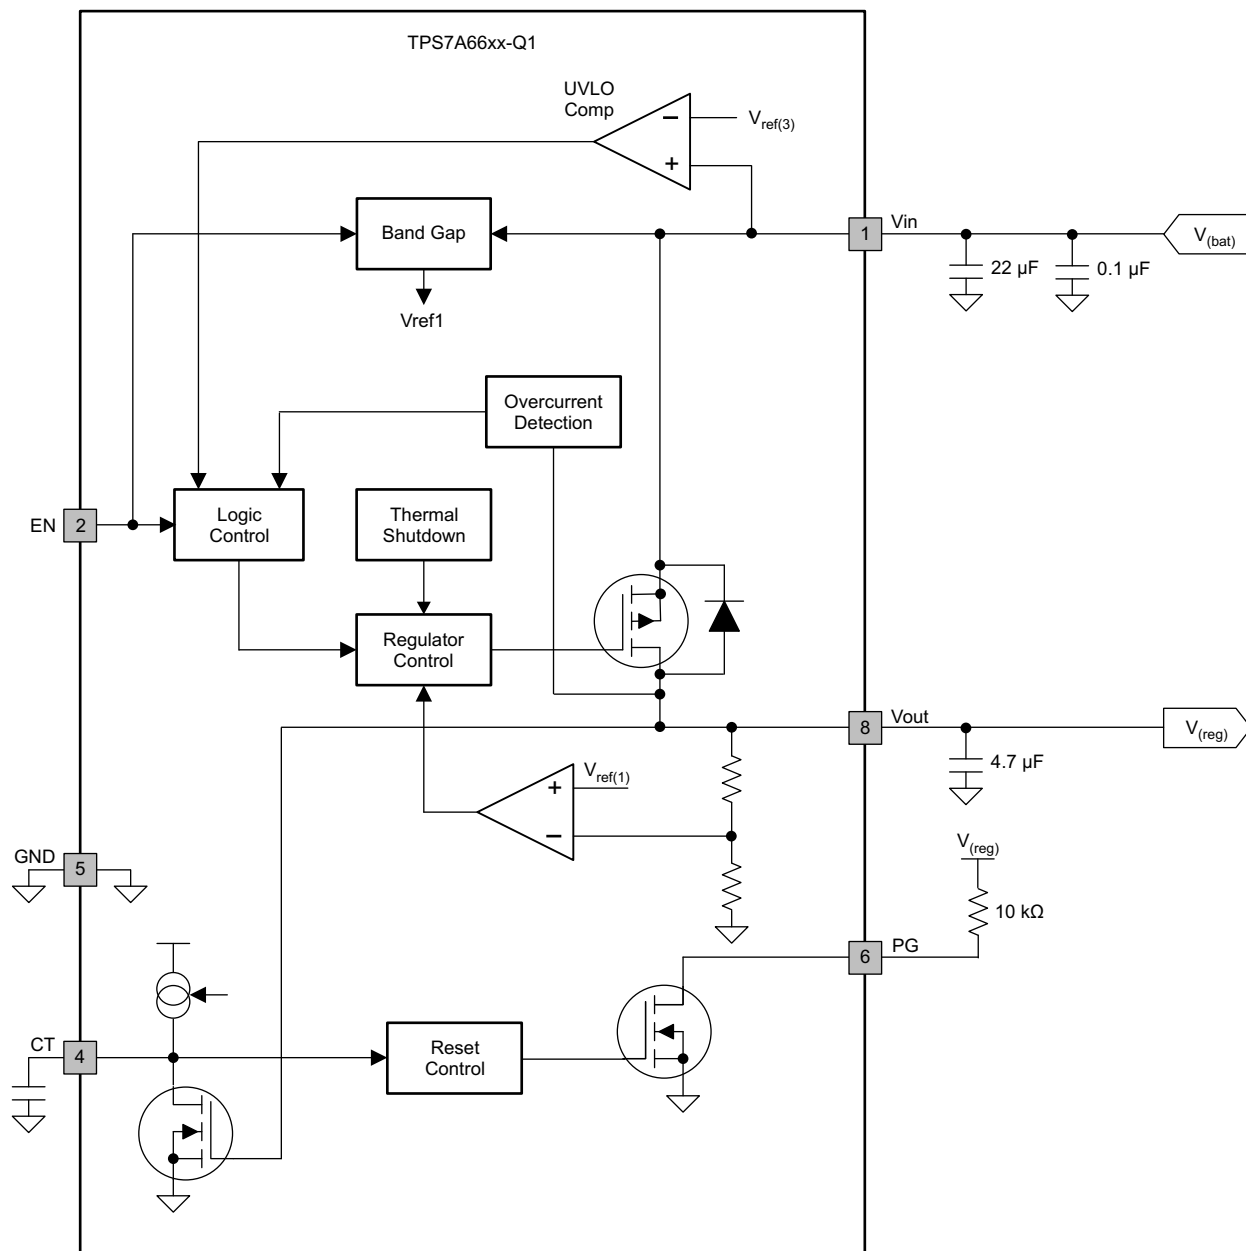 TPS7A66xx-Q1
UVLO
Comp
V_ref(3)
−
+
Band Gap
Vref1
1
Vin
22 µF
0.1 µF
V_(bat)
Overcurrent
Detection
EN
2
Logic
Control
Thermal
Shutdown
Regulator
Control
8
Vout
V_(reg)
4.7 µF
V_ref(1)
+
−
GND
5
V_(reg)
10 kΩ
6
PG
CT
4
Reset
Control